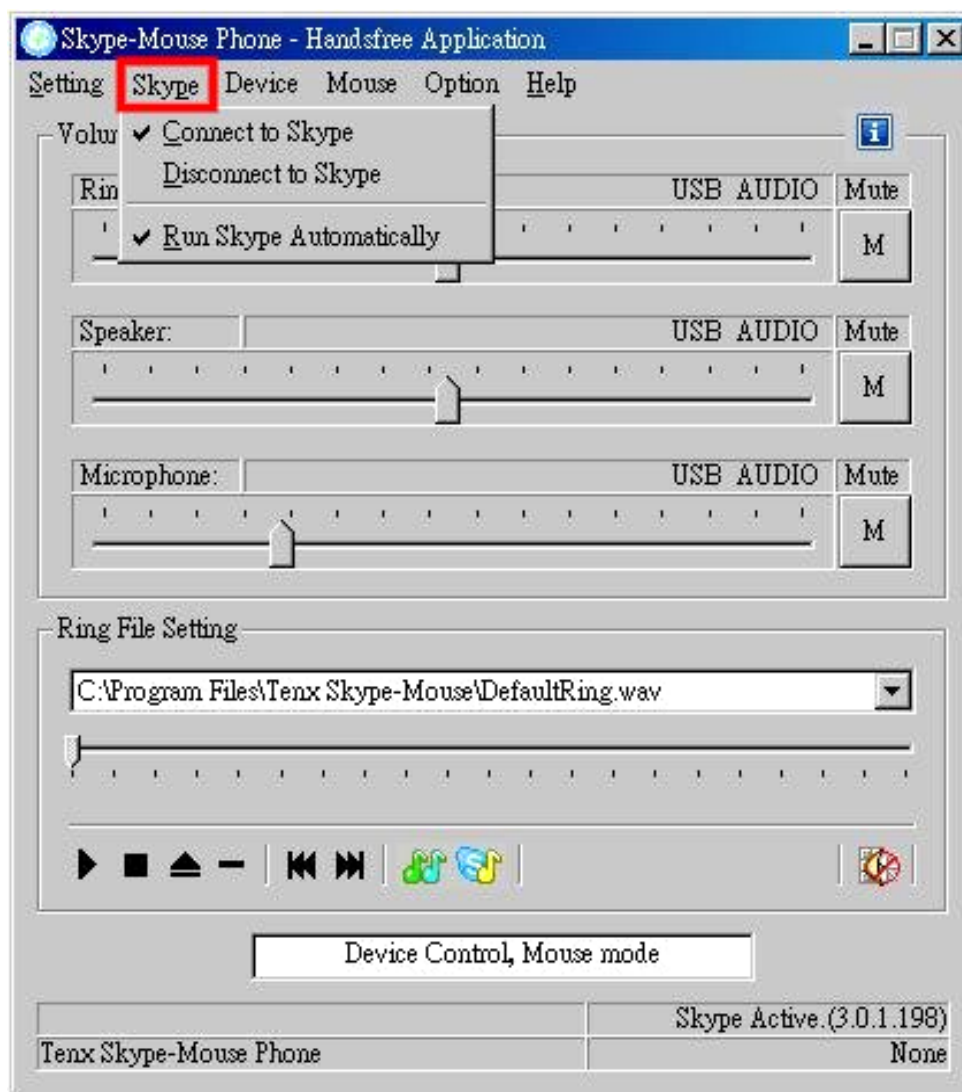 Skype-Mouse Phone - Handsfree Application
Setting Skype Device Mouse Option Help
Connect to Skype
Disconnect to Skype
Run Skype Automatically
USB AUDIO Mute
M
Speaker: USB AUDIO Mute
M
Microphone: USB AUDIO Mute
M
Ring File Setting
C:\Program Files\Tenx Skype-Mouse\DefaultRing.wav
Device Control, Mouse mode
Skype Active.(3.0.1.198)
Tenx Skype-Mouse Phone None